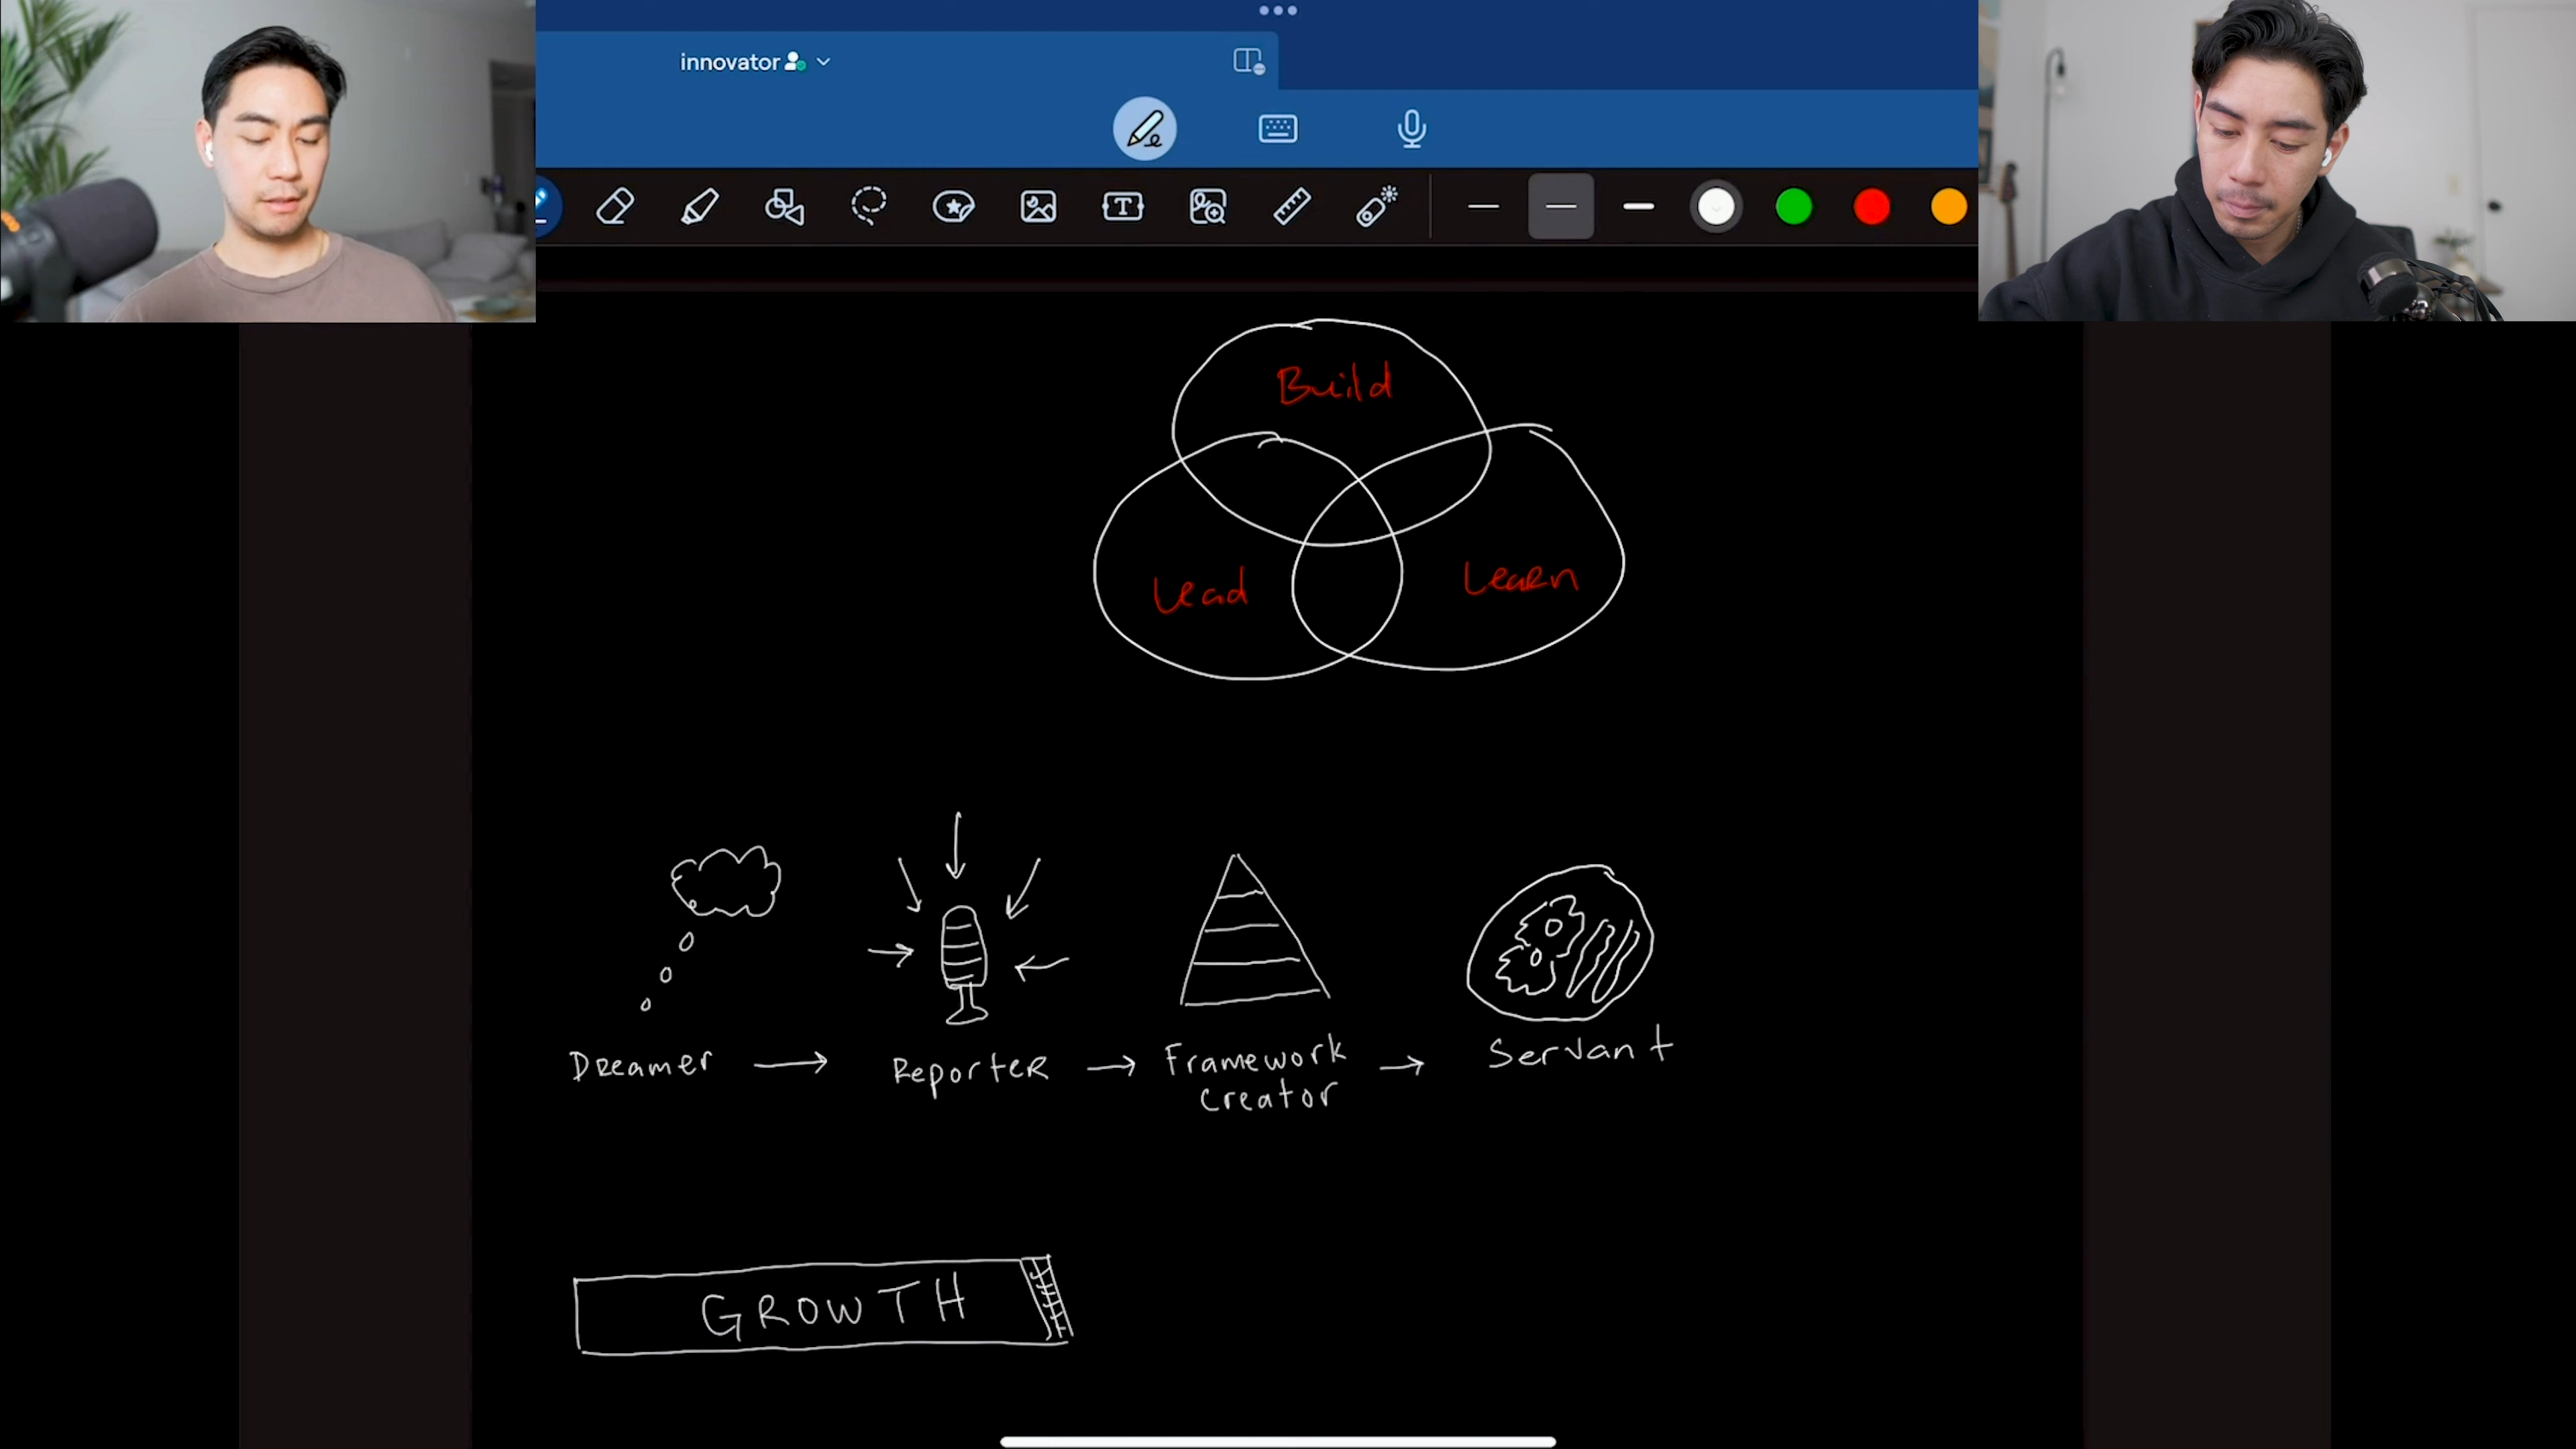 innovator
T
Build
Lead
Learn
Dreamer
Reporter
Framework
Creator
Servant
GROWTH